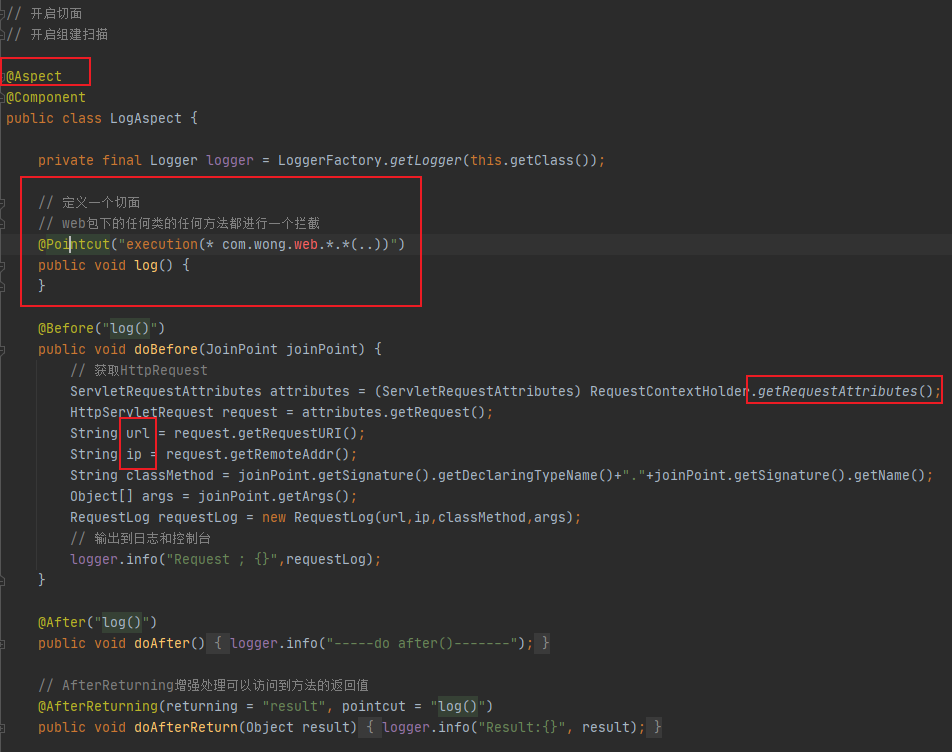 // 开启切面
// 开启组建扫描
@Aspect
@Component
public class LogAspect {
private final Logger logger = LoggerFactory.getLogger(this.getClass());
// 定义一个切面
// web包下的任何类的任何方法都进行一个拦截
@Pointcut("execution(* com.wong.web.*.*(..))")
public void log() {
}
@Before("log()")
public void doBefore(JoinPoint joinPoint) {
// 获取HttpRequest
ServletRequestAttributes attributes = (ServletRequestAttributes) RequestContextHolder.getRequestAttributes();
HttpServletRequest request = attributes.getRequest();
String url = request.getRequestURI();
String ip = request.getRemoteAddr();
String classMethod = joinPoint.getSignature().getDeclaringTypeName()+"."+joinPoint.getSignature().getName();
Object[] args = joinPoint.getArgs();
RequestLog requestLog = new RequestLog(url,ip,classMethod,args);
// 输出到日志和控制台
logger.info("Request ; {}",requestLog);
}
@After("log()")
public void doAfter() { logger.info("-----do after()-------"); }
// AfterReturning增强处理可以访问到方法的返回值
@AfterReturning(returning = "result", pointcut = "log()")
public void doAfterReturn(Object result) { logger.info("Result:{}", result); }